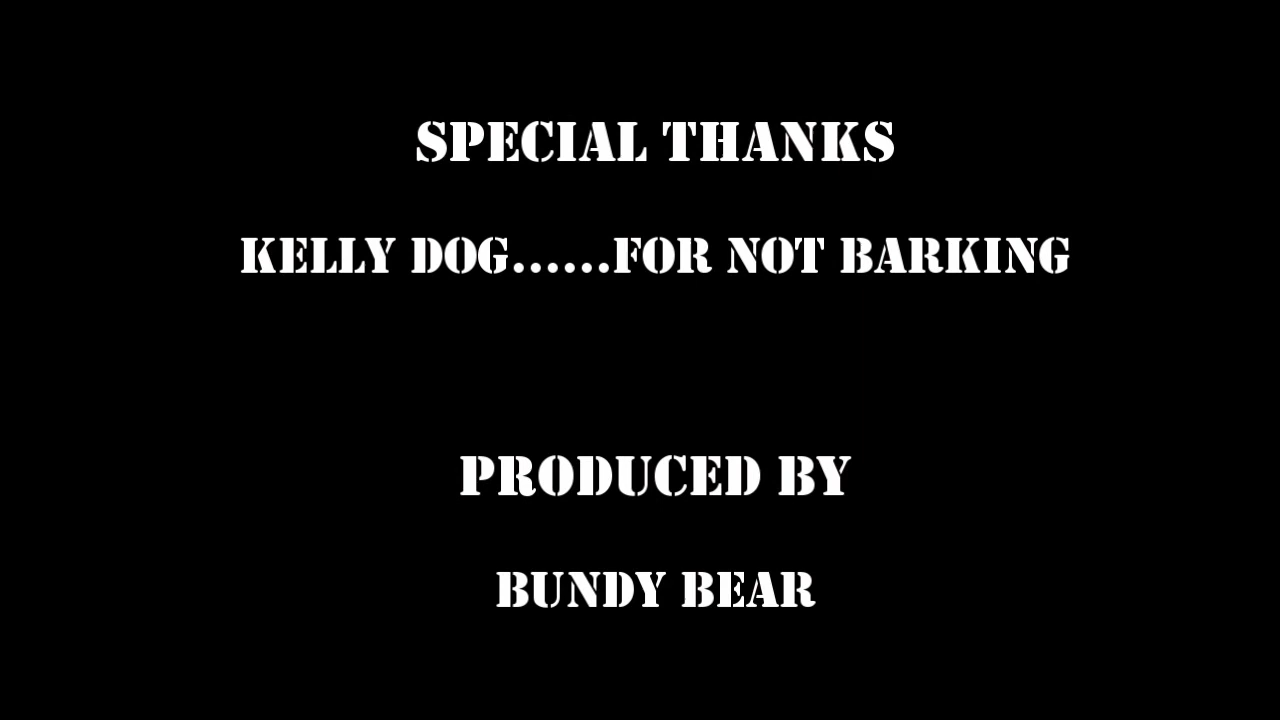 SPECIAL THANKS
KELLY DOG......FOR NOT BARKING
PRODUCED BY
BUNDY BEAR